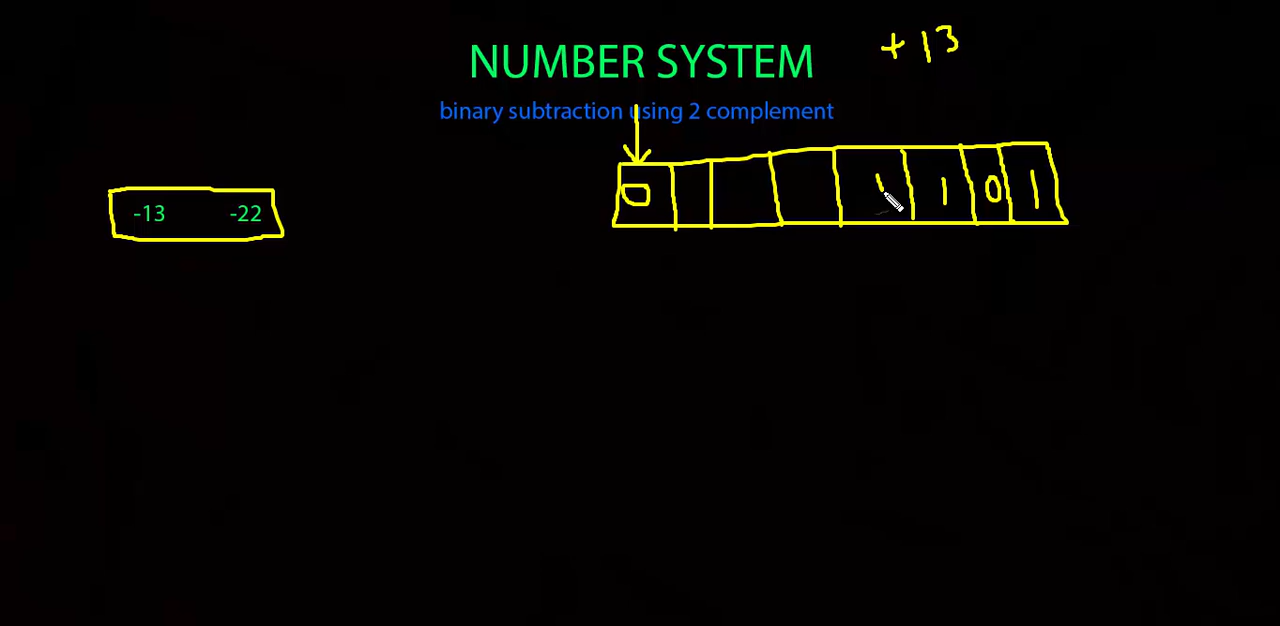 NUMBER SYSTEM
+13
binary subtraction using 2 complement
0 1 1 0 1
-13 -22